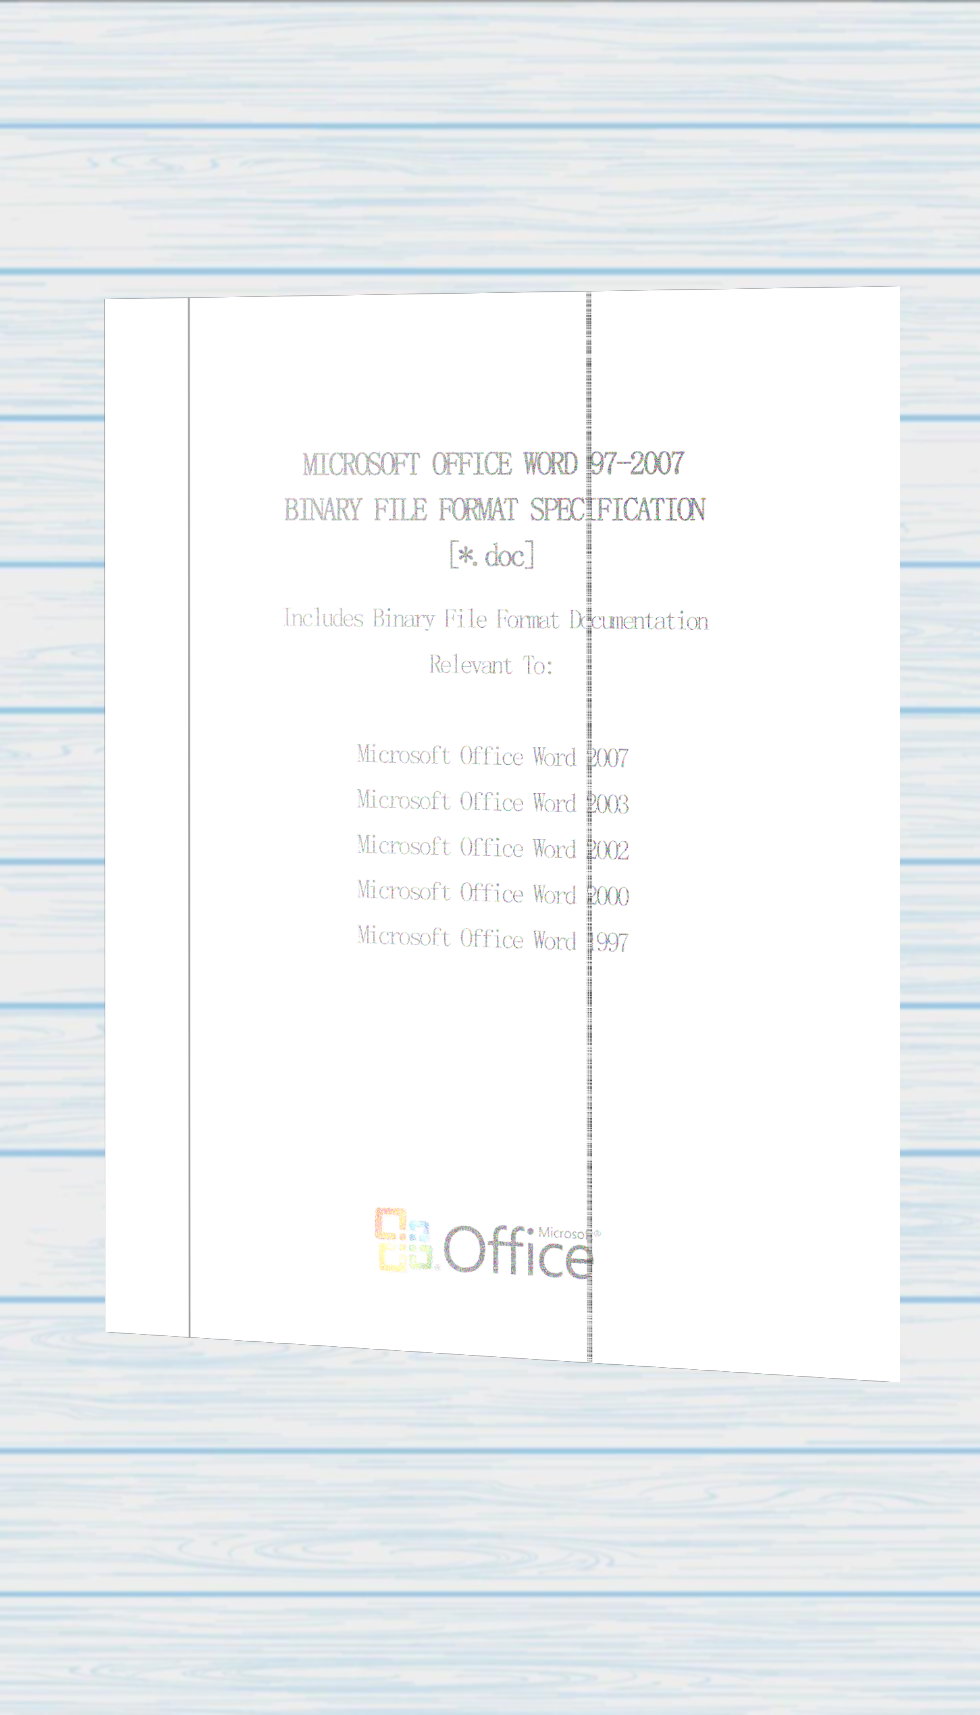 MICROSOFT OFFICE WORD 97-2007
BINARY FILE FORMAT SPECIFICATION
[*.doc]
Includes Binary File Format Documentation
Relevant To:
Microsoft Office Word 2007
Microsoft Office Word 2003
Microsoft Office Word 2002
Microsoft Office Word 2000
Microsoft Office Word 1997
Microsoft®
Office